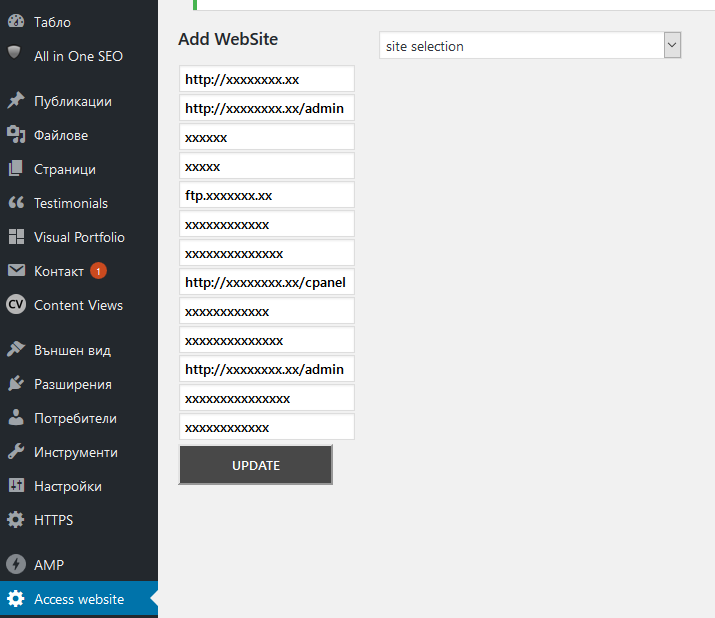 Табло
All in One SEO
Публикации
Файлове
Страници
Testimonials
Visual Portfolio
Контакт 1
CV Content Views
Външен вид
Разширения
Потребители
Инструменти
Настройки
HTTPS
AMP
Access website
Add WebSite
site selection
http://xxxxxxxx.xx
http://xxxxxxxx.xx/admin
xxxxxx
xxxxx
ftp.xxxxxxx.xx
xxxxxxxxxxxx
xxxxxxxxxxxxxx
http://xxxxxxxx.xx/cpanel
xxxxxxxxxxxx
xxxxxxxxxxxxxx
http://xxxxxxxx.xx/admin
xxxxxxxxxxxxxxx
xxxxxxxxxxxx
UPDATE